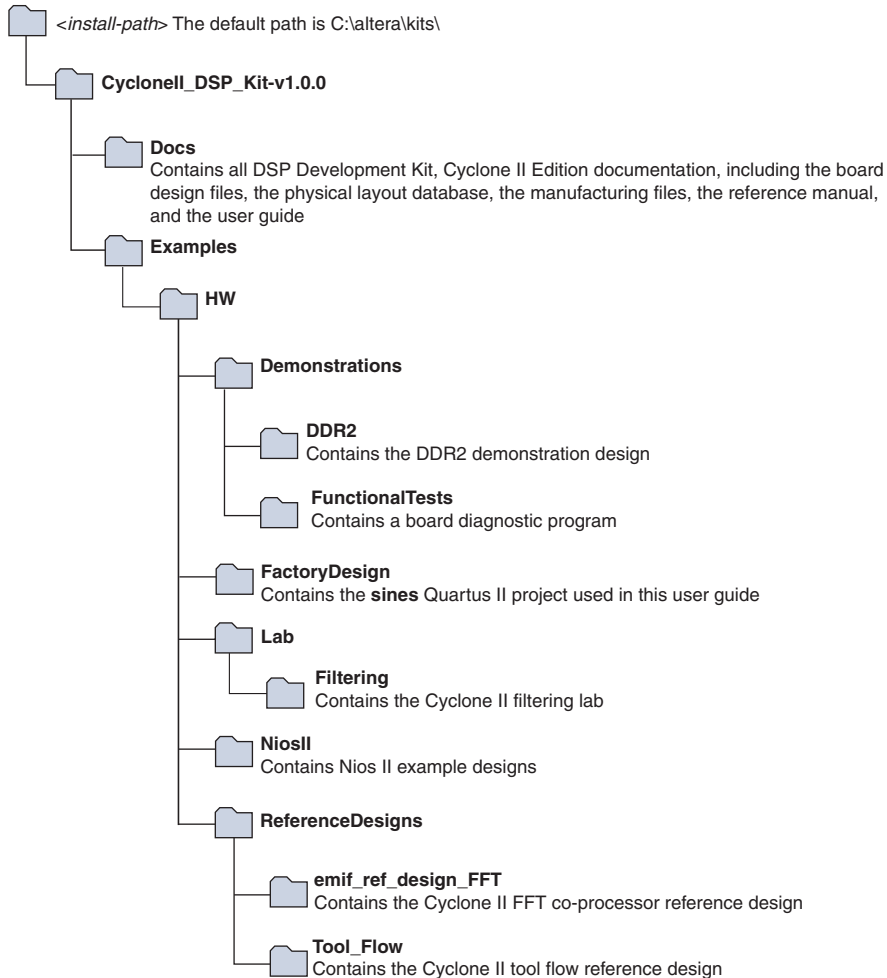 <install-path> The default path is C:\altera\kits\
CycloneII_DSP_Kit-v1.0.0
Docs
Contains all DSP Development Kit, Cyclone II Edition documentation, including the board
design files, the physical layout database, the manufacturing files, the reference manual,
and the user guide
Examples
HW
Demonstrations
DDR2
Contains the DDR2 demonstration design
FunctionalTests
Contains a board diagnostic program
FactoryDesign
Contains the sines Quartus II project used in this user guide
Lab
Filtering
Contains the Cyclone II filtering lab
NiosII
Contains Nios II example designs
ReferenceDesigns
emif_ref_design_FFT
Contains the Cyclone II FFT co-processor reference design
Tool_Flow
Contains the Cyclone II tool flow reference design